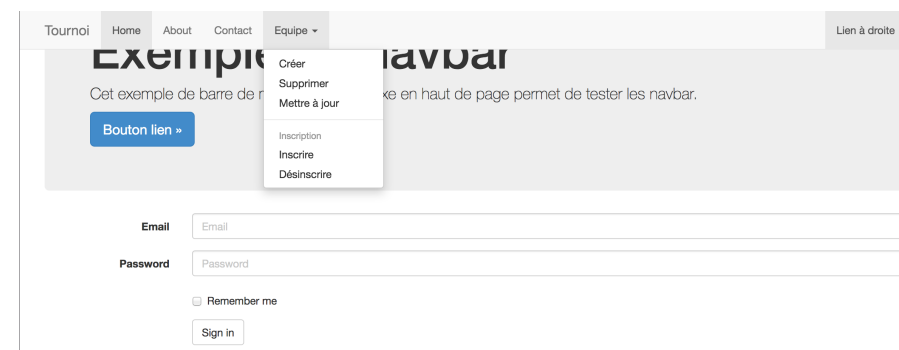 Tournoi Home About Contact Equipe Lien à droite
Créer
Supprimer
Mettre à jour
Inscription
Inscrire
Désinscrire
Exemple navbar
Cet exemple de barre de xe en haut de page permet de tester les navbar.
Bouton lien »
Email Email
Password Password
Remember me
Sign in